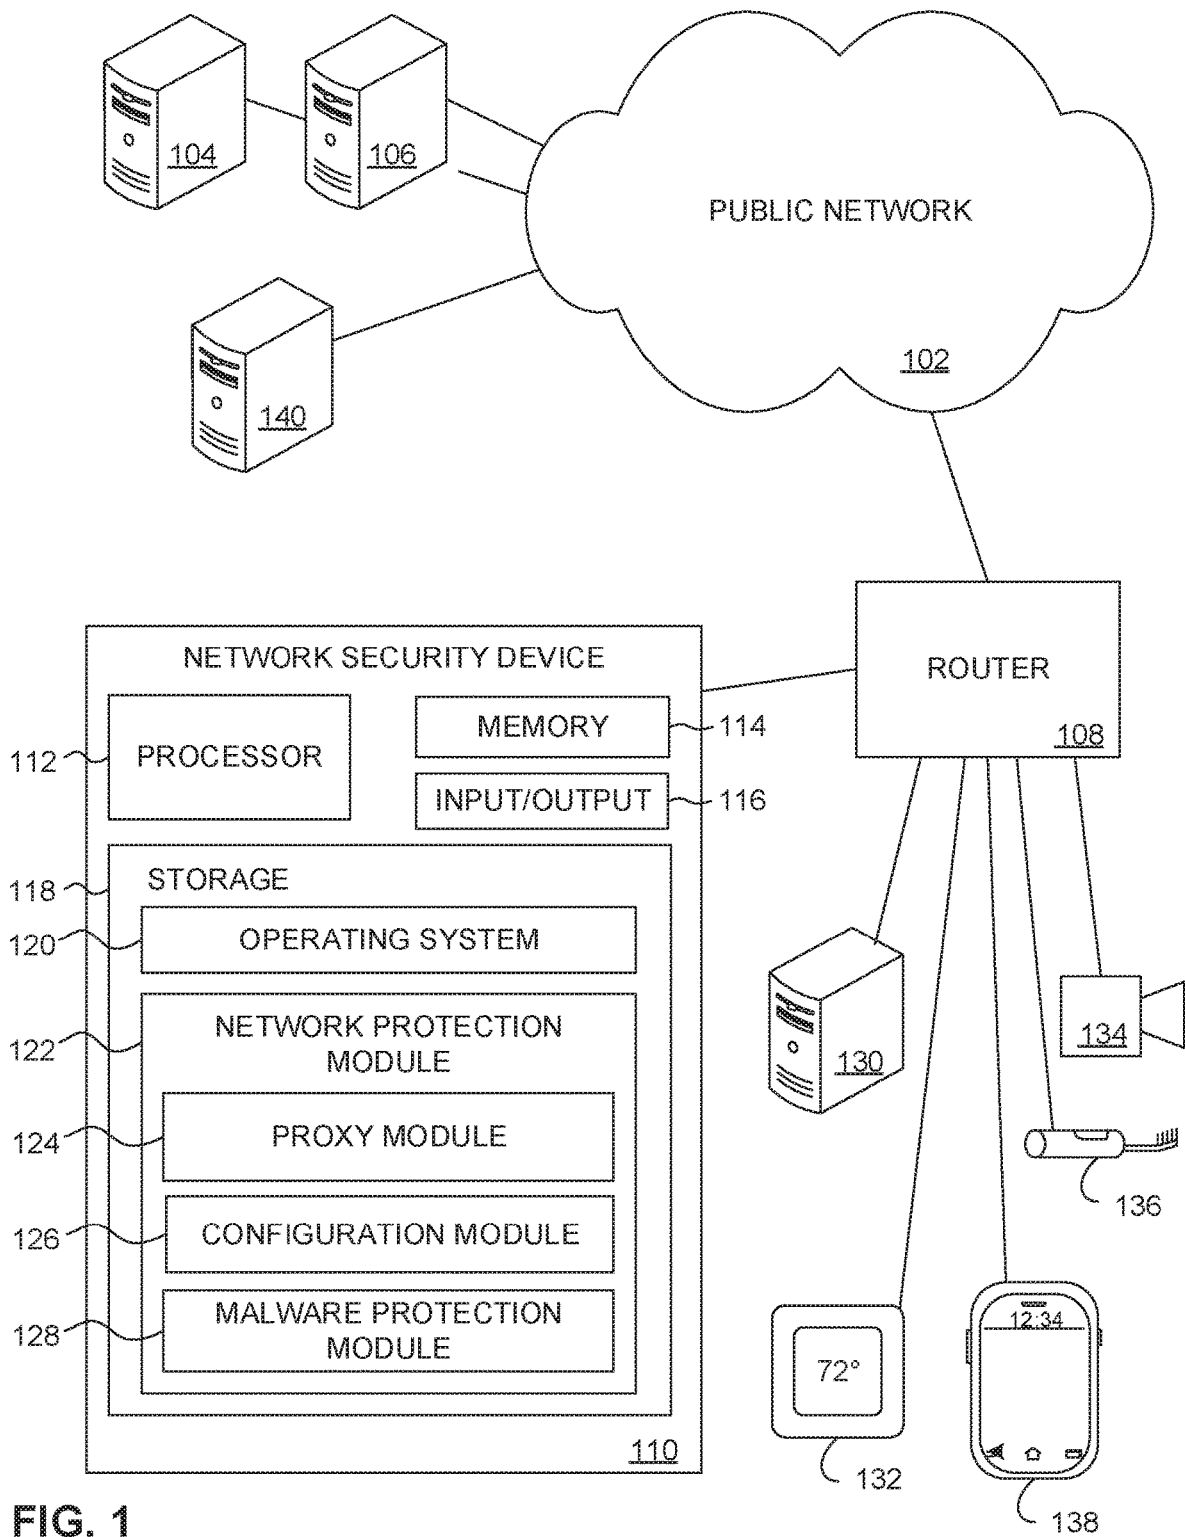 104
106
PUBLIC NETWORK
102
140
NETWORK SECURITY DEVICE
ROUTER
108
PROCESSOR
112
MEMORY
114
INPUT/OUTPUT
116
STORAGE
118
OPERATING SYSTEM
120
NETWORK PROTECTION
MODULE
122
PROXY MODULE
124
CONFIGURATION MODULE
126
MALWARE PROTECTION
MODULE
128
110
130
134
136
72°
132
12:34
138
FIG. 1